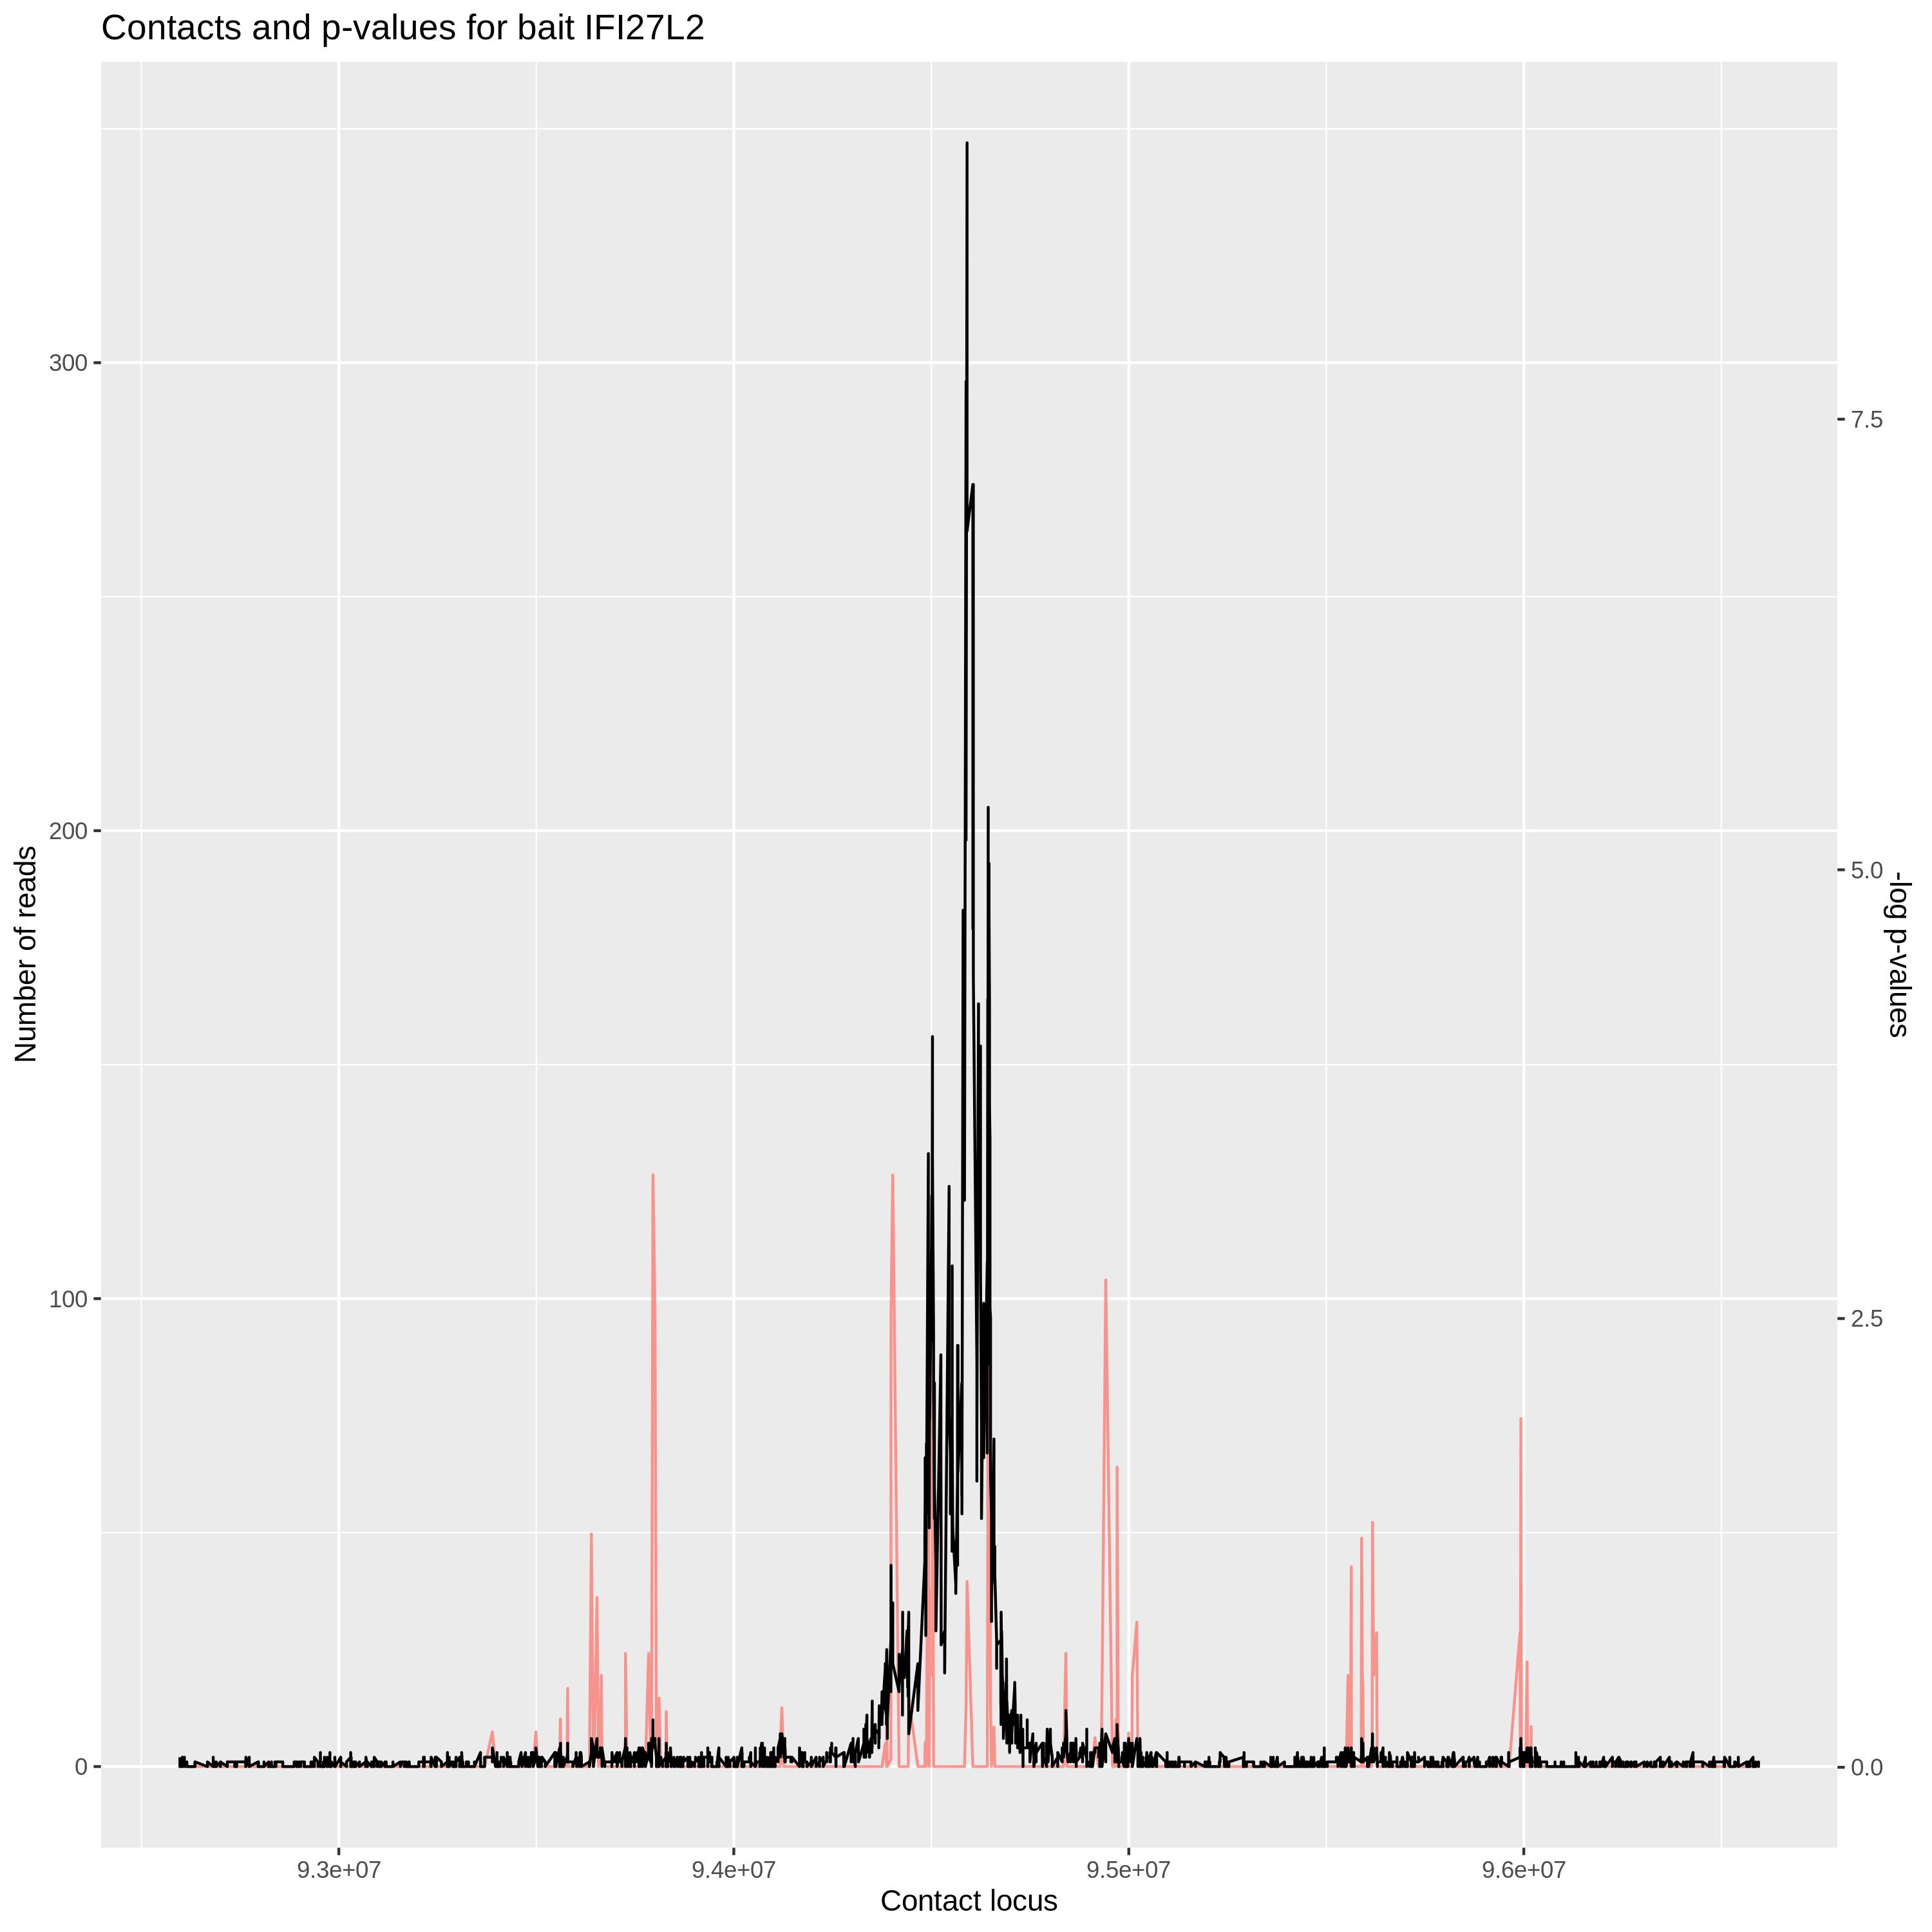 Contacts and p-values for bait IFI27L2
300
200
100
0
Number of reads
7.5
5.0
2.5
0.0
-log p-values
9.3e+07 9.4e+07 9.5e+07 9.6e+07
Contact locus